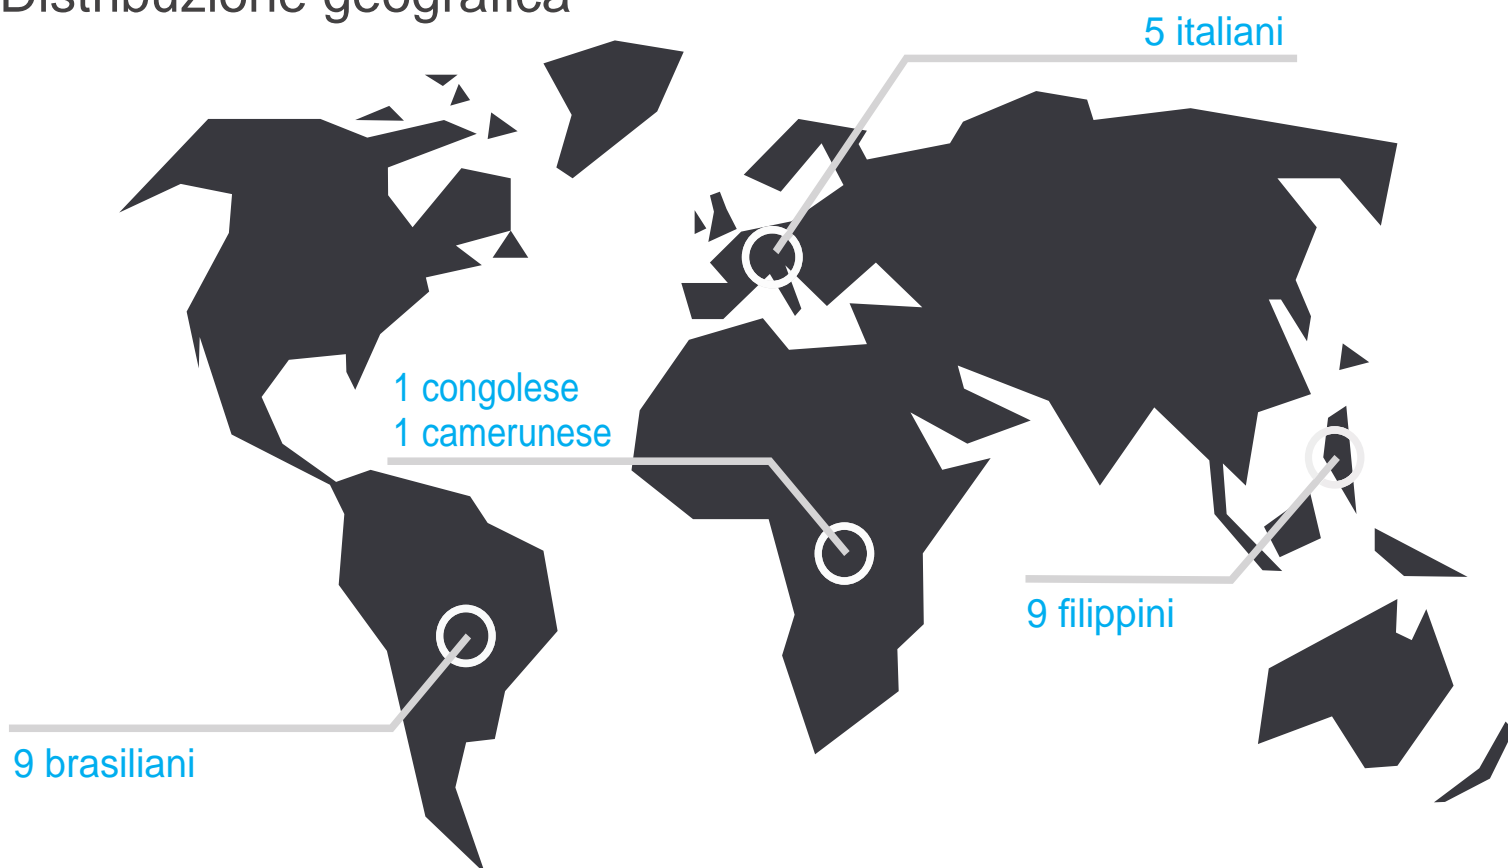 Distribuzione geografica
5 italiani
1 congolese
1 camerunese
9 filippini
9 brasiliani